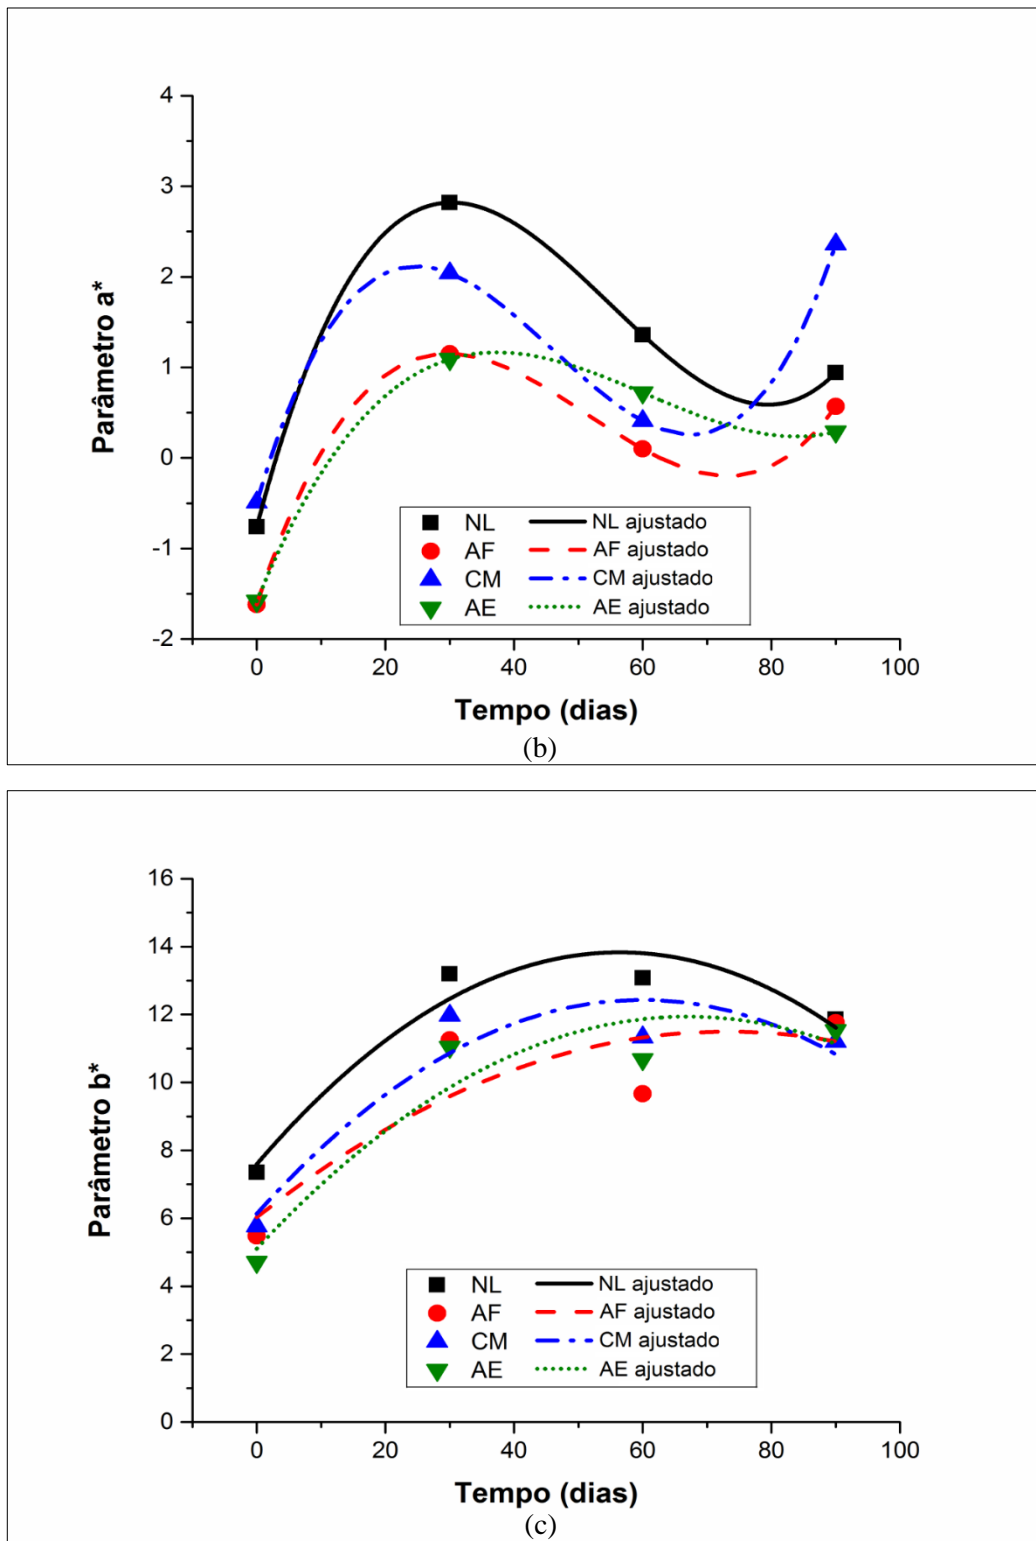 4
3
2
1
0
-1
-2
Parâmetro a*
NL NL ajustado
AF AF ajustado
CM CM ajustado
AE AE ajustado
0 20 40 60 80 100
Tempo (dias)
(b)
16
14
12
10
8
6
4
2
0
Parâmetro b*
NL NL ajustado
AF AF ajustado
CM CM ajustado
AE AE ajustado
0 20 40 60 80 100
Tempo (dias)
(c)